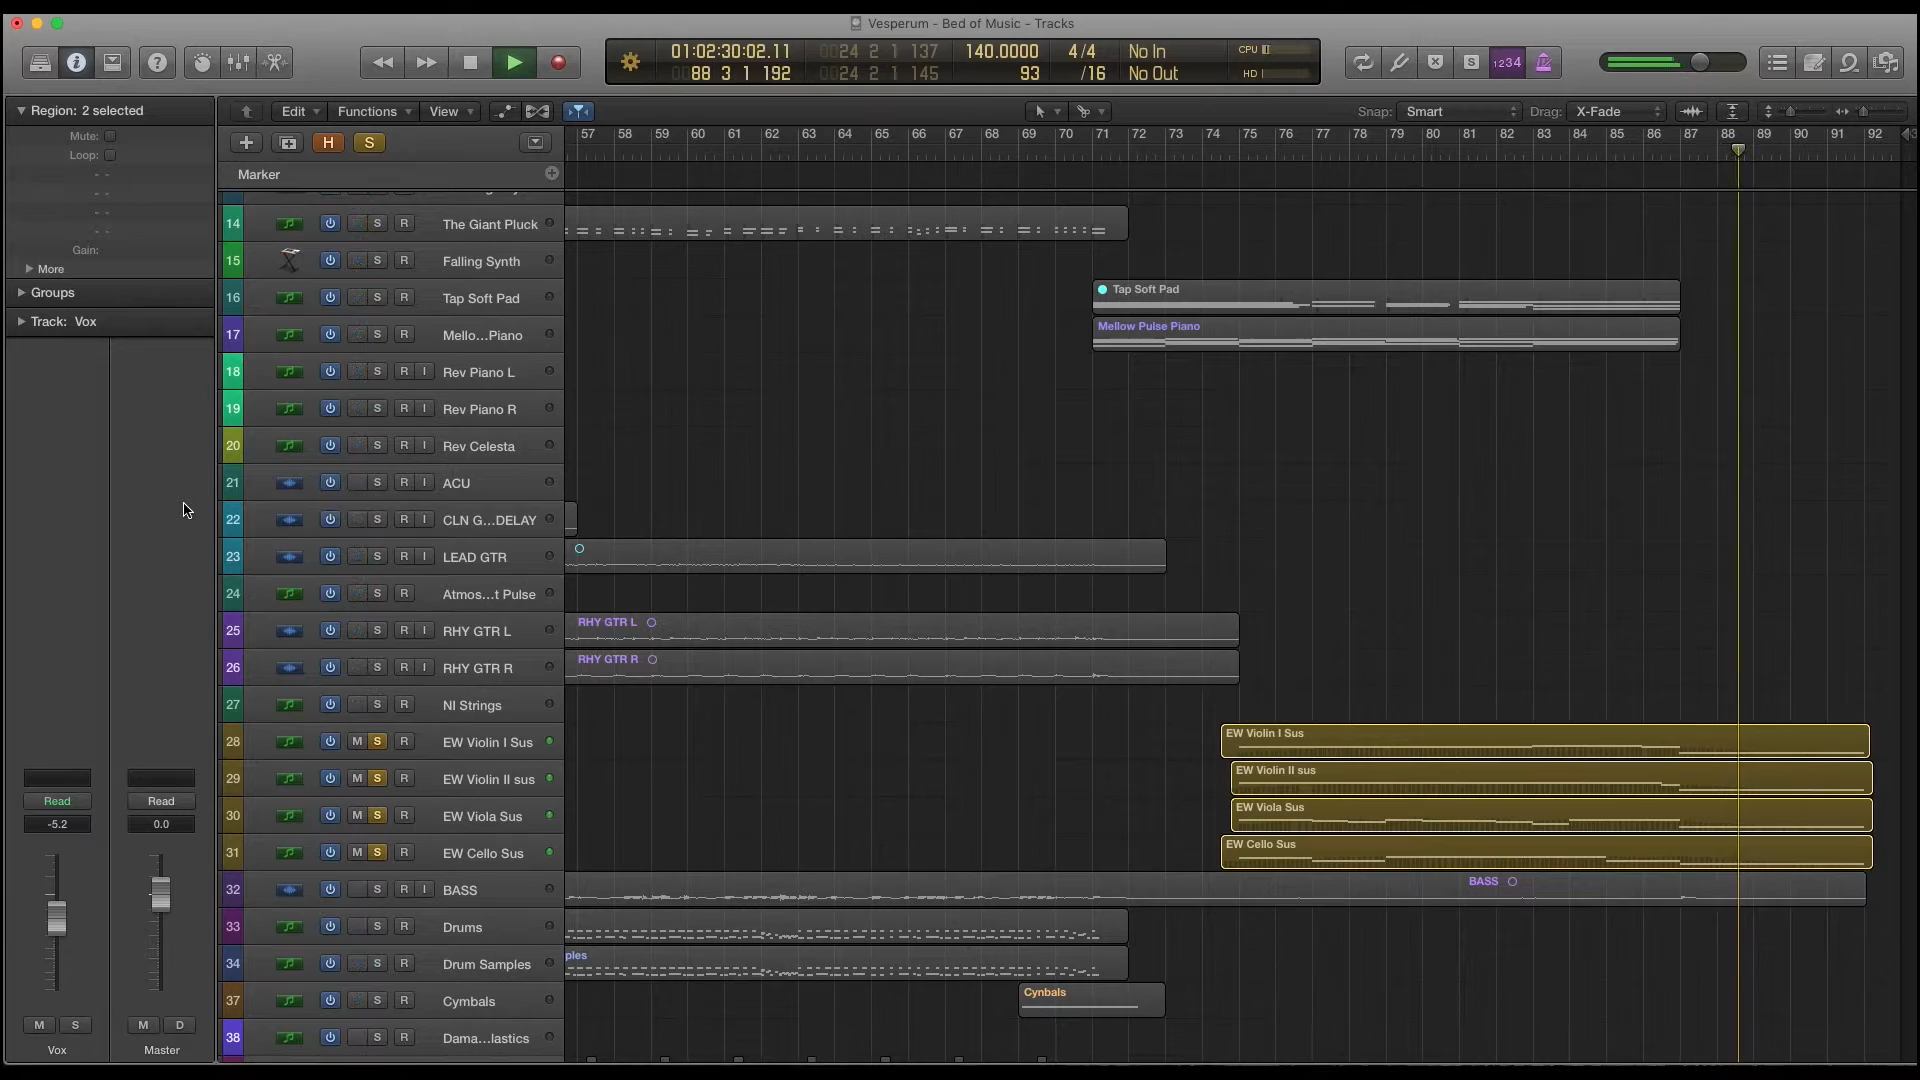 Vesperum - Bed of Music - Tracks
01:02:30:02.11 0024 2 1 137 140.0000 4/4 No In CPU
0088 3 1 192 0024 2 1 145 93 /16 No Out HD
1234
Region: 2 selected
Edit Functions View Snap: Smart Drag: X-Fade
Mute:
Loop:
Gain:
More
Groups
Track: Vox
H S
57 58 59 60 61 62 63 64 65 66 67 68 69 70 71 72 73 74 75 76 77 78 79 80 81 82 83 84 85 86 87 88 89 90 91 92
Marker
14 S R The Giant Pluck
15 S R Falling Synth
16 S R Tap Soft Pad Tap Soft Pad
17 S R Mello...Piano Mellow Pulse Piano
18 S R I Rev Piano L
19 S R I Rev Piano R
20 S R I Rev Celesta
21 S R I ACU
22 S R I CLN G...DELAY
23 S R I LEAD GTR
24 S R Atmos...t Pulse
25 S R I RHY GTR L RHY GTR L
26 S R I RHY GTR R RHY GTR R
27 S R NI Strings
28 M S R EW Violin I Sus EW Violin I Sus
29 M S R EW Violin II sus EW Violin II sus
30 M S R EW Viola Sus EW Viola Sus
31 M S R EW Cello Sus EW Cello Sus
32 S R I BASS BASS
33 S R Drums
34 S R Drum Samples ples
37 S R Cymbals Cynbals
38 S R Dama...lastics
Read Read
-5.2 0.0
M S M D
Vox Master